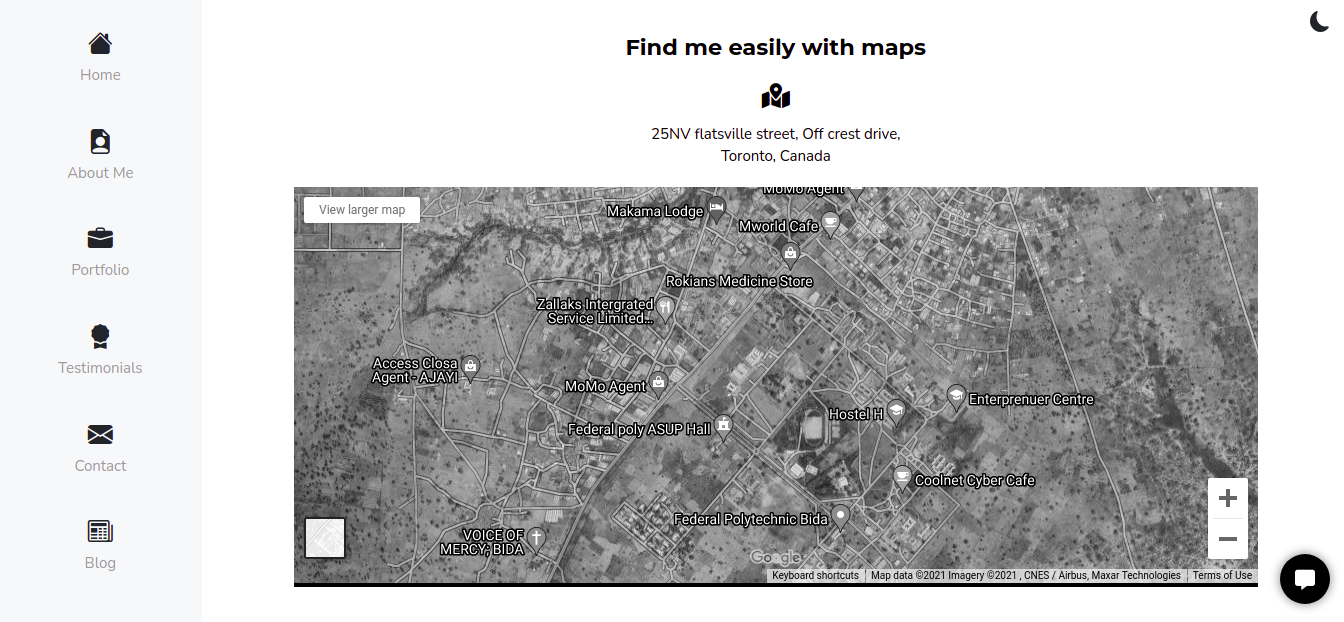 Home
About Me
Portfolio
Testimonials
Contact
Blog
Find me easily with maps
25NV flatsville street, Off crest drive,
Toronto, Canada
View larger map
MoMo Agent
Makama Lodge
Mworld Cafe
Rokians Medicine Store
Zallaks Intergrated
Service Limited...
Access Closa
Agent - AJAYI
MoMo Agent
Enterprenuer Centre
Hostel H
Federal poly ASUP Hall
Coolnet Cyber Cafe
Federal Polytechnic Bida
VOICE OF
MERCY, BIDA
Google
Keyboard shortcuts
Map data ©2021 Imagery ©2021 , CNES / Airbus, Maxar Technologies
Terms of Use